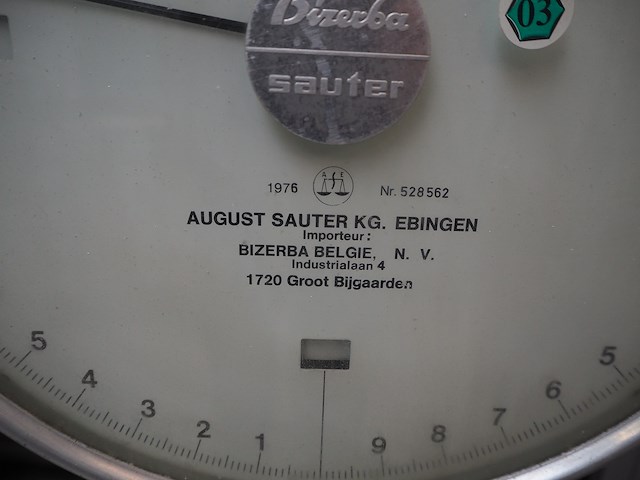 Bizerba
sauter
03
1976 Nr. 528562
AUGUST SAUTER KG. EBINGEN
Importeur:
BIZERBA BELGIE, N. V.
Industrialaan 4
1720 Groot Bijgaarden
5 4 3 2 1 9 8 7 6 5